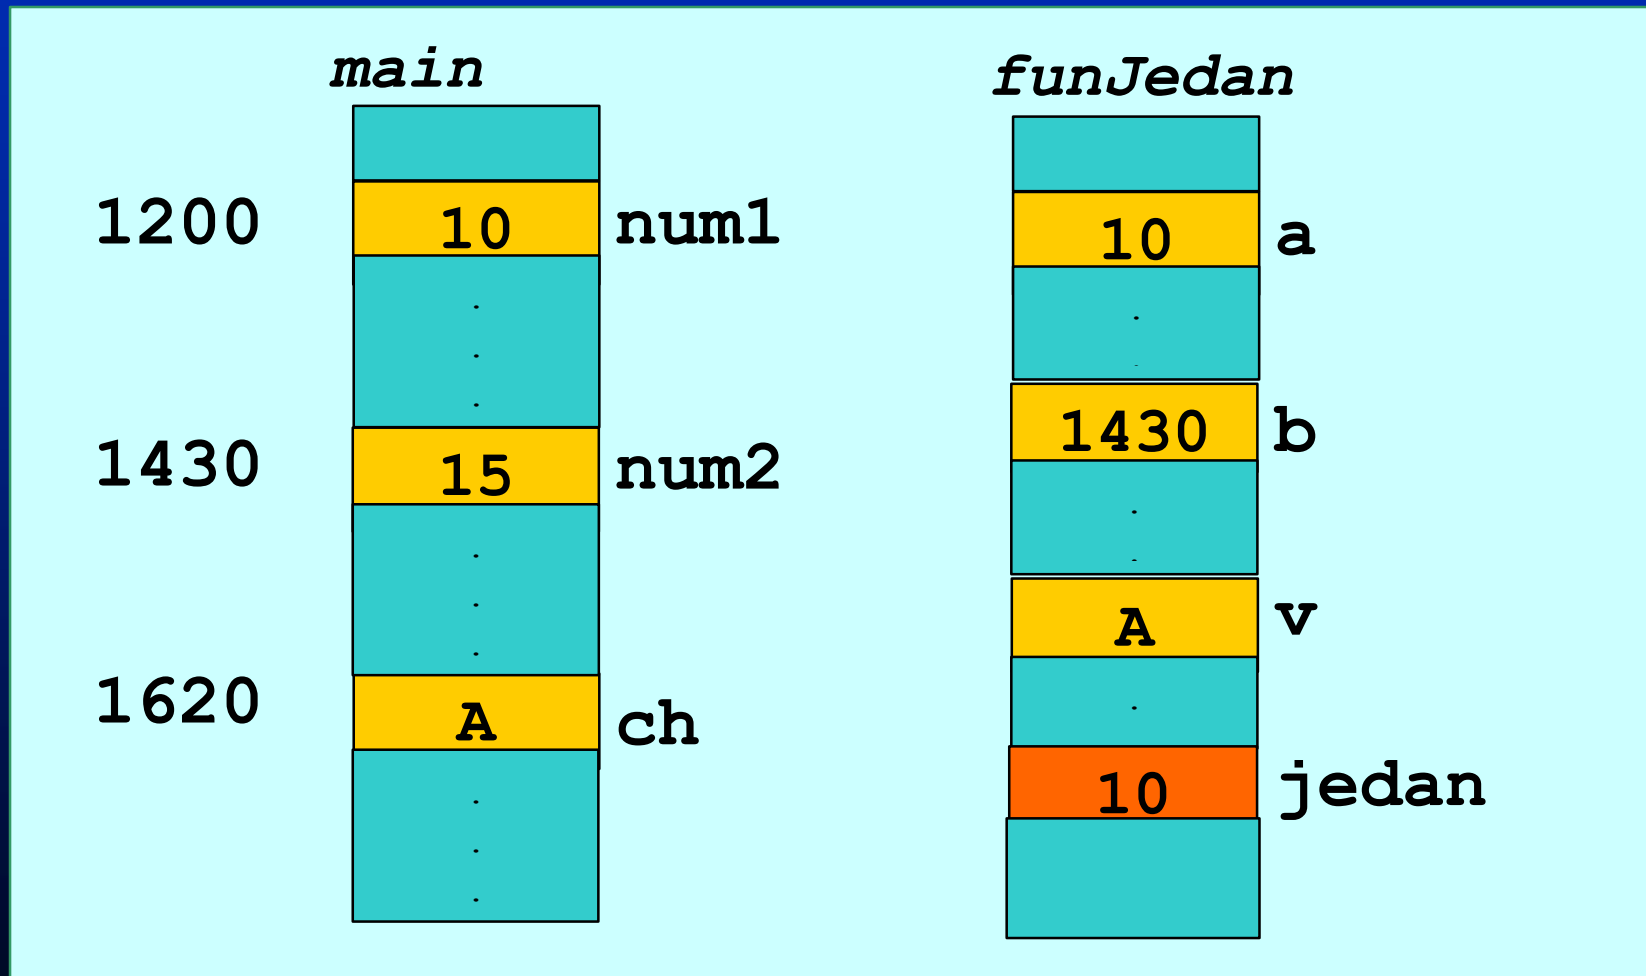 main
1200 10 num1
.
.
.
1430 15 num2
.
.
.
1620 A ch
.
.
.
funJedan
10 a
.
.
1430 b
.
.
A v
.
10 jedan